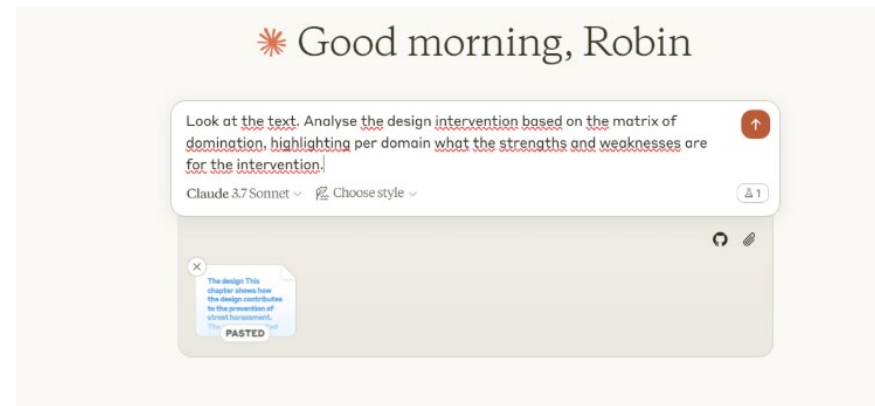 Good morning, Robin
Look at the text. Analyse the design intervention based on the matrix of
domination, highlighting per domain what the strengths and weaknesses are
for the intervention.
Claude 3.7 Sonnet Choose style 1
The design This
chapter shows how
the design contributes
to the prevention of
street harassment.
The
PASTED